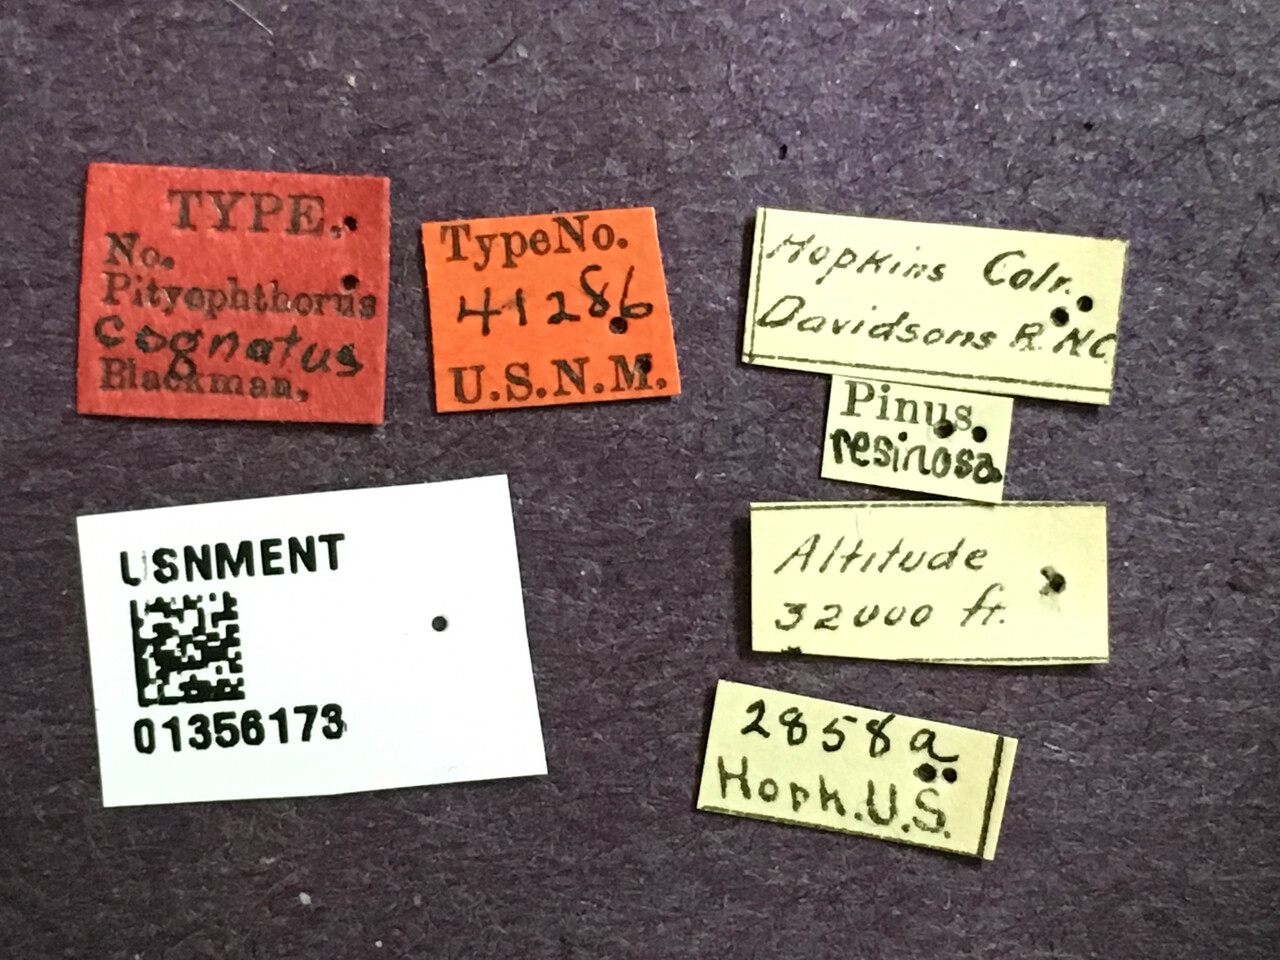 TYPE.
No.
Pityophthorus
cognatus
Blackman.
TypeNo.
41286
U.S.N.M.
Hopkins Colr.
Davidsons R. NC.
Pinus.
resinosa
Altitude
32000 ft.
2858a
Hopk.U.S.
USNMENT
01356173